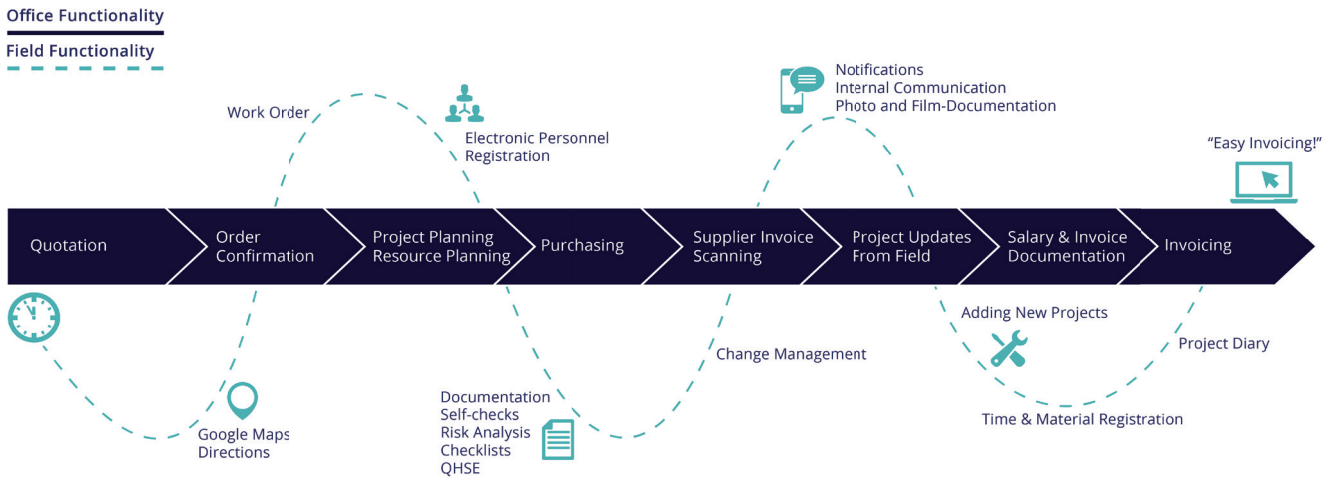 Office Functionality
Field Functionality
Work Order
Electronic Personnel
Registration
Notifications
Internal Communication
Photo and Film-Documentation
“Easy Invoicing!”
Quotation
Order
Confirmation
Project Planning
Resource Planning
Purchasing
Supplier Invoice
Scanning
Project Updates
From Field
Salary & Invoice
Documentation
Invoicing
Google Maps
Directions
Documentation
Self-checks
Risk Analysis
Checklists
QHSE
Change Management
Adding New Projects
Time & Material Registration
Project Diary